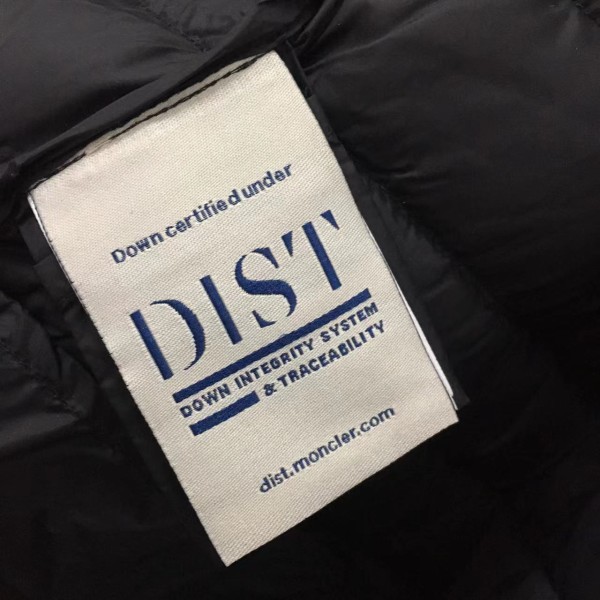 Down certified under
DIST
DOWN INTEGRITY SYSTEM
& TRACEABILITY
dist.moncler.com